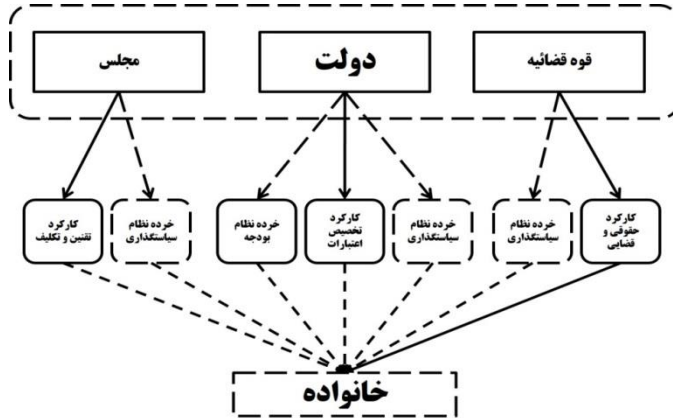 قوه قضائیه
دولت
مجلس
کارکرد
حقوقی و
قضایی
خرده نظام
سیاستگذاری
خرده نظام
سیاستگذاری
کارکرد
تخصیص
اعتبارات
خرده نظام
بودجه
خرده نظام
سیاستگذاری
کارکرد
تقنین و تکلیف
خانواده